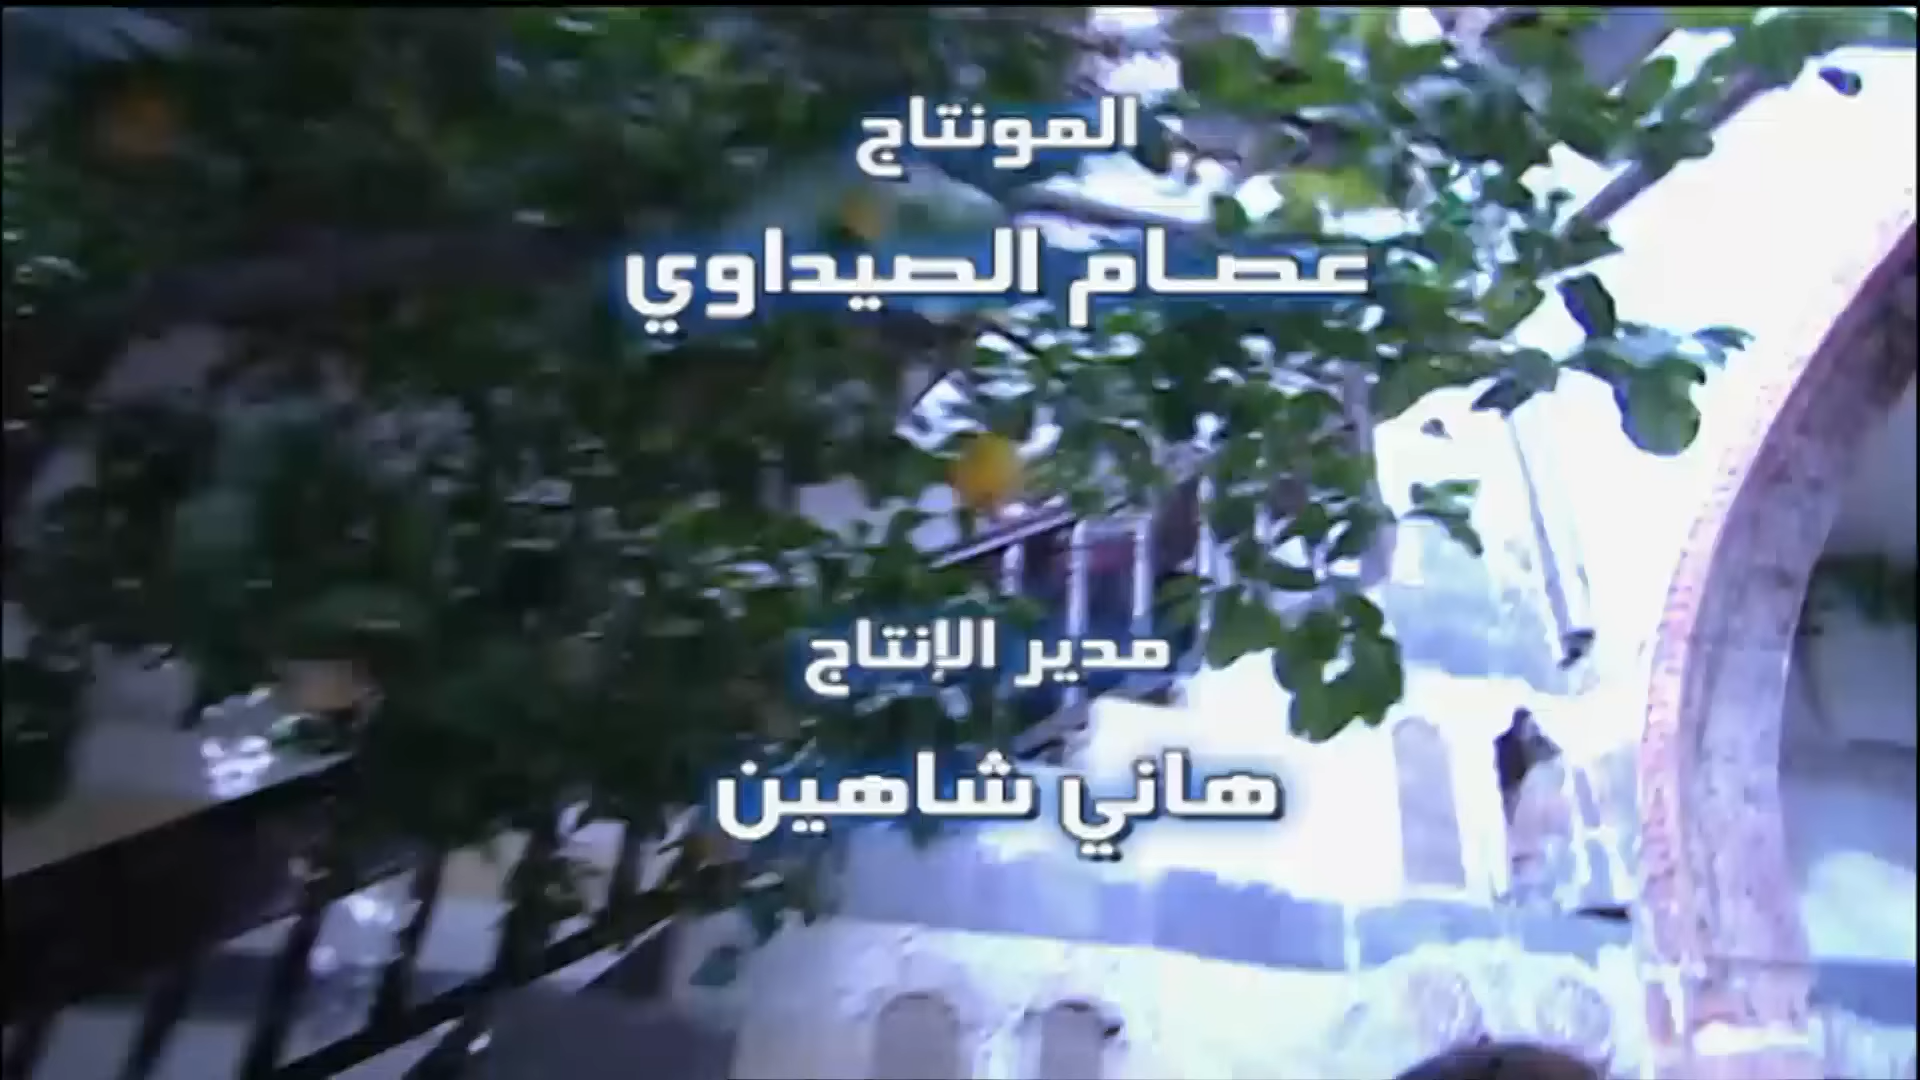 المونتاج
عصام الصيداوي
مدير الإنتاج
هاني شاهين